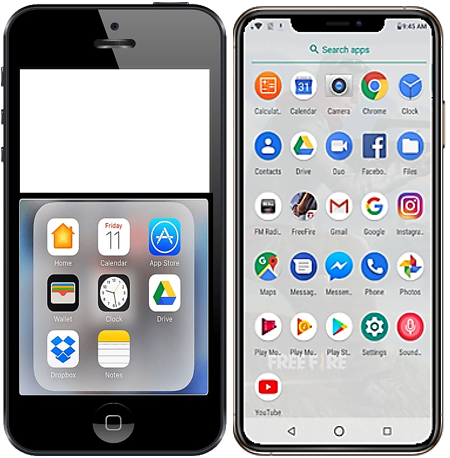 Friday
11
Home
Calendar
App Store
Wallet
Clock
Drive
Dropbox
Notes
9:45 AM
Search apps
31
Calculat..
Calendar
Camera
Chrome
Clock
Contacts
Drive
Duo
Facebo..
Files
FM Radi..
FreeFire
Gmail
Google
Instagra..
Maps
Messag..
Messen..
Phone
Photos
Play Mo..
Play Mu..
Play St..
Settings
Sound..
FREE FIRE
YouTube